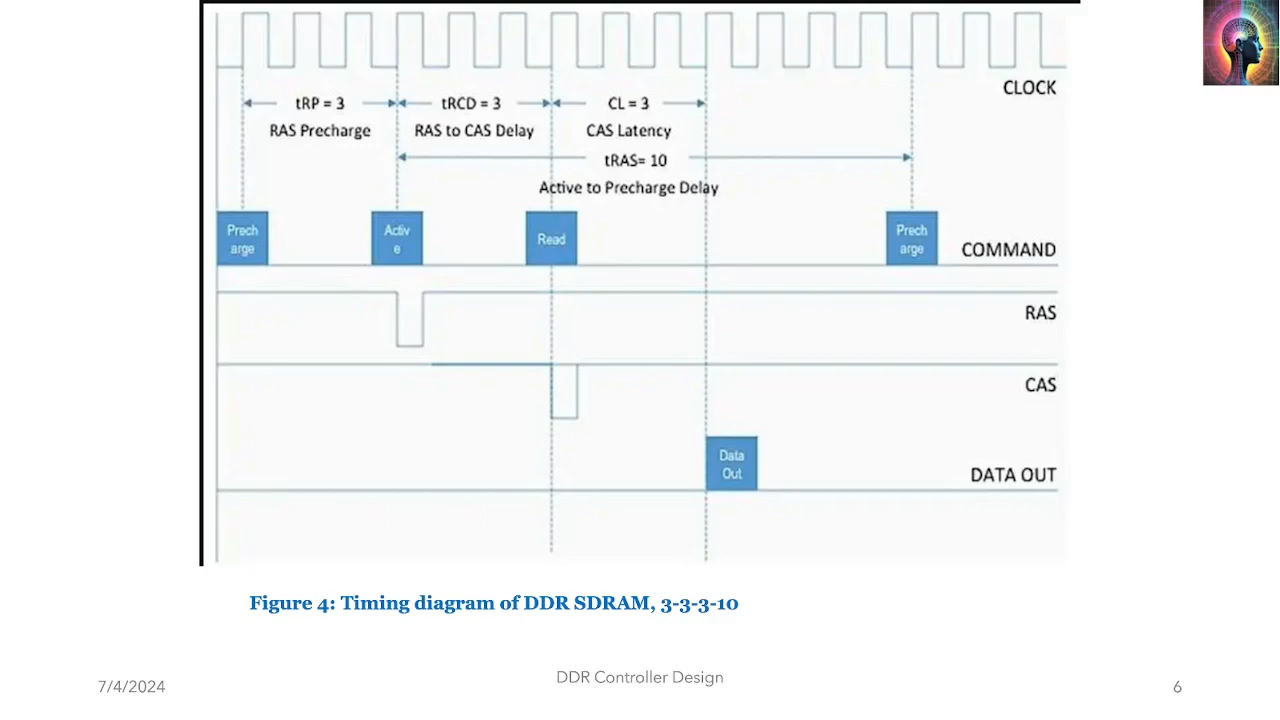 CLOCK
tRP = 3
tRCD = 3
CL = 3
RAS Precharge
RAS to CAS Delay
CAS Latency
tRAS= 10
Active to Precharge Delay
Prech
arge
Activ
e
Read
Prech
arge
COMMAND
RAS
CAS
Data
Out
DATA OUT
Figure 4: Timing diagram of DDR SDRAM, 3-3-3-10
7/4/2024
DDR Controller Design
6